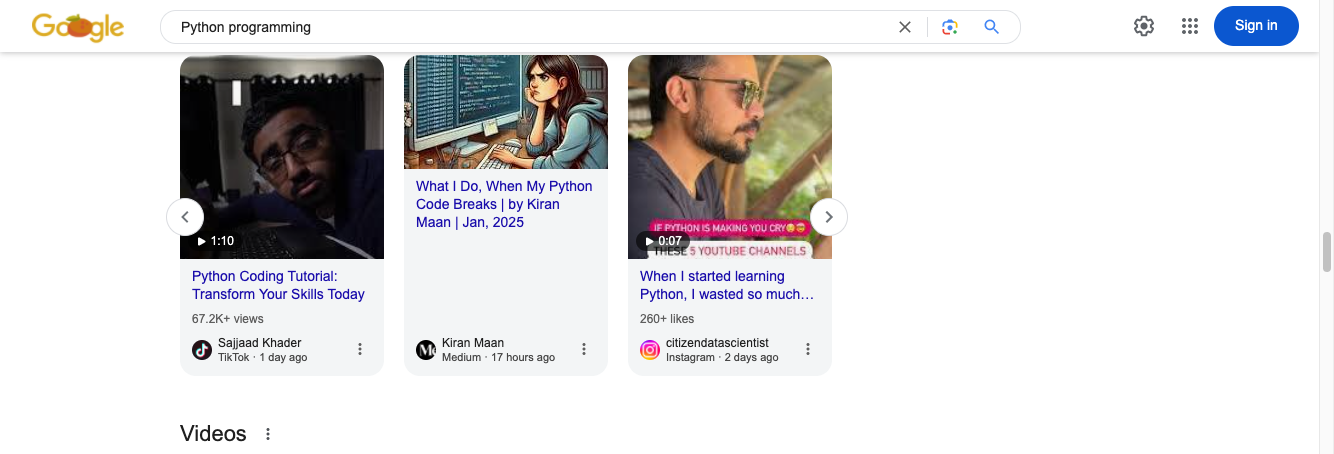 Google
Python programming
Sign in
1:10
Python Coding Tutorial:
Transform Your Skills Today
67.2K+ views
Sajjaad Khader
TikTok · 1 day ago
What I Do, When My Python
Code Breaks | by Kiran
Maan | Jan, 2025
Kiran Maan
Medium · 17 hours ago
IF PYTHON IS MAKING YOU CRY
0:07
THESE 5 YOUTUBE CHANNELS
When I started learning
Python, I wasted so much…
260+ likes
citizendatascientist
Instagram · 2 days ago
Videos